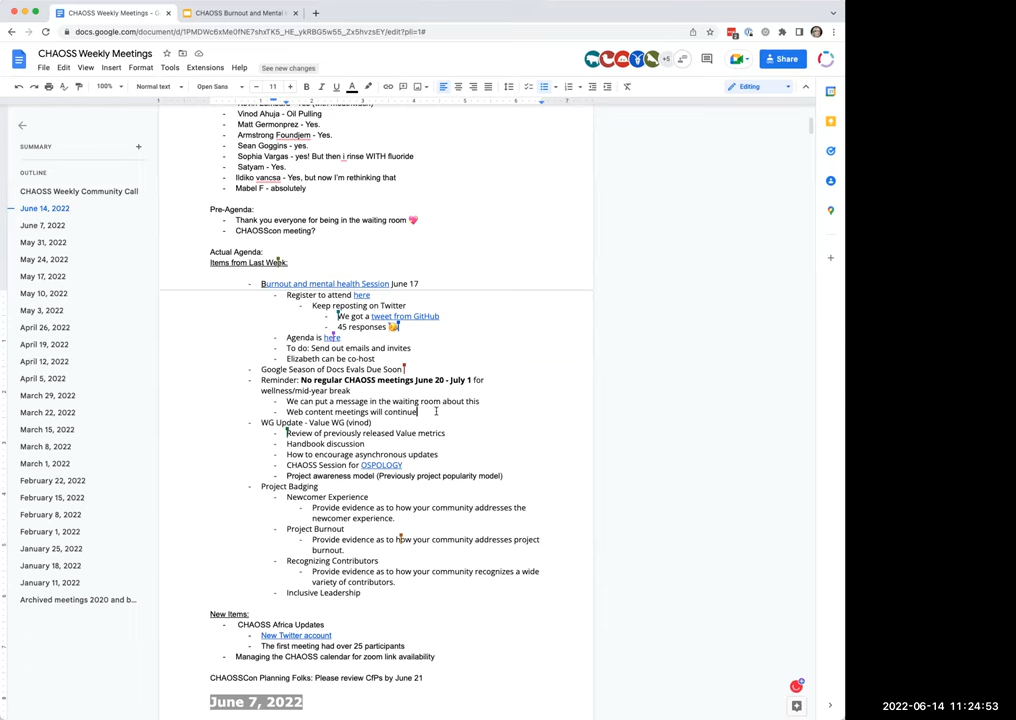 CHAOSS Weekly Meetings - G
CHAOSS Burnout and Mental H
docs.google.com/document/d/1PMDWc6xMe0fNE7shxTK5_HE_ykRBG5w55_Zx5hvzsEY/edit?pli=1#
CHAOSS Weekly Meetings
File Edit View Insert Format Tools Extensions Help
See new changes
+5
Share
100%
Normal text
Open Sans
11
B I U A
Editing
SUMMARY
OUTLINE
CHAOSS Weekly Community Call
June 14, 2022
June 7, 2022
May 31, 2022
May 24, 2022
May 17, 2022
May 10, 2022
May 3, 2022
April 26, 2022
April 19, 2022
April 12, 2022
April 5, 2022
March 29, 2022
March 22, 2022
March 15, 2022
March 8, 2022
March 1, 2022
February 22, 2022
February 15, 2022
February 8, 2022
February 1, 2022
January 25, 2022
January 18, 2022
January 11, 2022
Archived meetings 2020 and b...
- Vinod Ahuja - Oil Pulling
- Matt Germonprez - Yes.
- Armstrong Foundjem - Yes.
- Sean Goggins - yes.
- Sophia Vargas - yes! But then i rinse WITH fluoride
- Satyam - Yes.
- Ildiko vancsa - Yes, but now I'm rethinking that
- Mabel F - absolutely
Pre-Agenda:
- Thank you everyone for being in the waiting room 💖
- CHAOSScon meeting?
Actual Agenda:
Items from Last Week:
- Burnout and mental health Session June 17
- Register to attend here
- Keep reposting on Twitter
- We got a tweet from GitHub
- 45 responses 🥳
- Agenda is here
- To do: Send out emails and invites
- Elizabeth can be co-host
- Google Season of Docs Evals Due Soon
- Reminder: No regular CHAOSS meetings June 20 - July 1 for
wellness/mid-year break
- We can put a message in the waiting room about this
- Web content meetings will continue
- WG Update - Value WG (vinod)
- Review of previously released Value metrics
- Handbook discussion
- How to encourage asynchronous updates
- CHAOSS Session for OSPOLOGY
- Project awareness model (Previously project popularity model)
- Project Badging
- Newcomer Experience
- Provide evidence as to how your community addresses the
newcomer experience.
- Project Burnout
- Provide evidence as to how your community addresses project
burnout.
- Recognizing Contributors
- Provide evidence as to how your community recognizes a wide
variety of contributors.
- Inclusive Leadership
New Items:
- CHAOSS Africa Updates
- New Twitter account
- The first meeting had over 25 participants
- Managing the CHAOSS calendar for zoom link availability
CHAOSSCon Planning Folks: Please review CfPs by June 21
June 7, 2022
2022-06-14 11:24:53